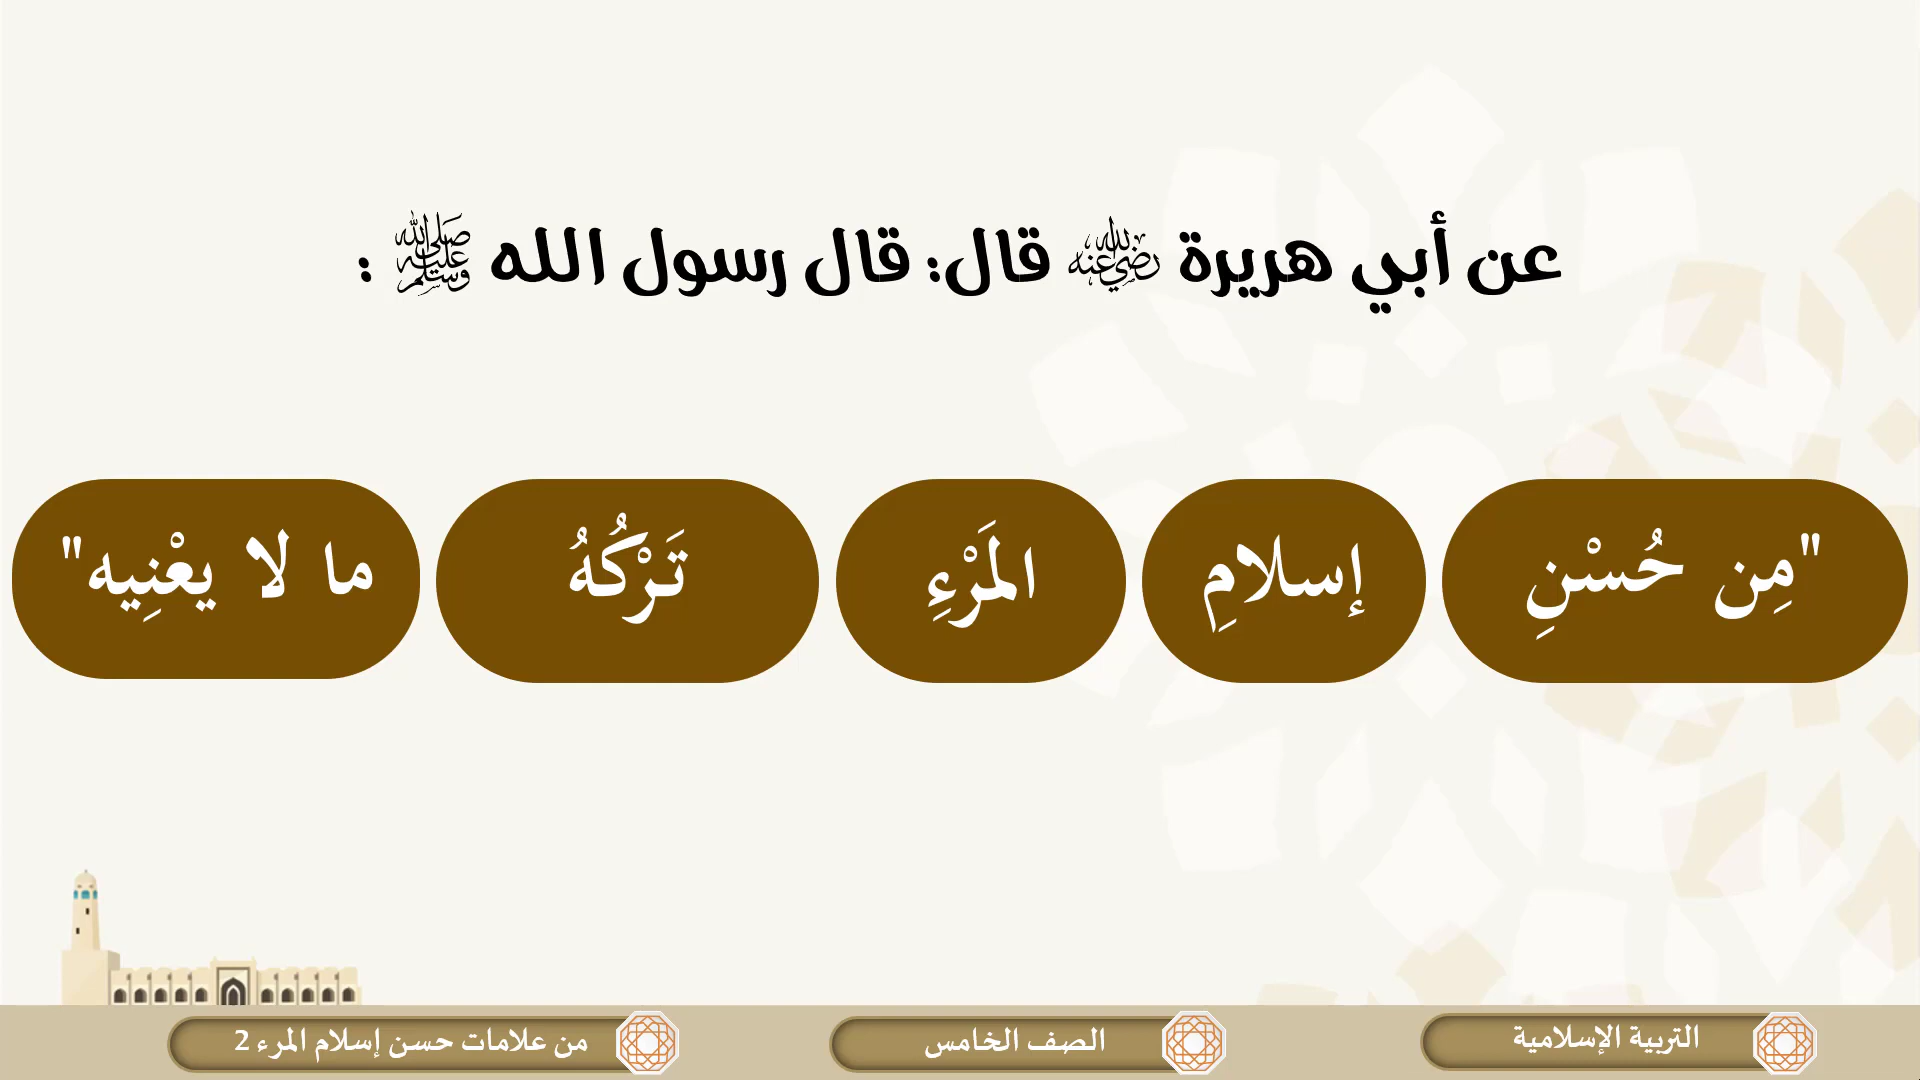 عن أبي هريرة ﵁ قال: قال رسول الله ﷺ :
"مِن حُسْنِ إسلامِ المَرْءِ تَرْكُهُ ما لا يعْنِيه"
التربية الإسلامية
الصف الخامس
من علامات حسن إسلام المرء 2